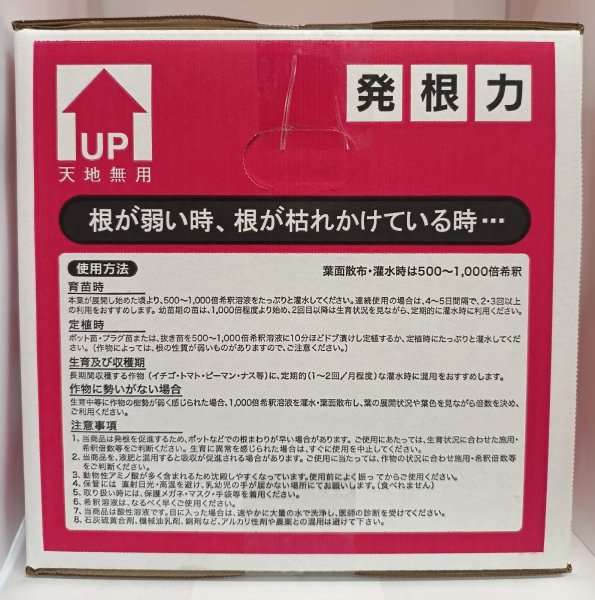 UP
天地無用
発根力
根が弱い時、根が枯れかけている時…
使用方法
葉面散布・灌水時は500〜1,000倍希釈
育苗時
本葉が展開し始めた頃より、500〜1,000倍希釈溶液をたっぷりと灌水してください。連続使用の場合は、4〜5日間隔で、2・3回以上
の利用をおすすめします。幼苗期の苗は、1,000倍程度より始め、2回目以降は生育状況を見ながら、定期的に灌水時に利用ください。
定植時
ポット苗・プラグ苗または、抜き苗を500〜1,000倍希釈溶液に10分ほどドブ漬けし定植するか、定植時にたっぷりと灌水してくだ
さい。(作物によっては、根の性質が弱いものがありますので、ご注意ください。)
生育及び収穫期
長期間収穫する作物(イチゴ・トマト・ピーマン・ナス等)に、定期的(1〜2回/月程度)な灌水時に混用をおすすめします。
作物に勢いがない場合
生育中等に作物の樹勢が弱く感じられた場合、1,000倍希釈溶液を灌水・葉面散布し、葉の展開状況や葉色を見ながら倍数を決め、
ご利用ください。
注意事項
1、当商品は発根を促進するため、ポットなどでの根まわりが早い場合があります。ご使用にあたっては、生育状況に合わせた施用・
希釈倍数等をご判断ください。生育に異常を感じられた場合は、すぐに使用を中止してください。
2、当商品を、液肥と混用すると吸収が促進される場合があります。ご使用に当たっては、作物の状況に合わせた施用・希釈倍数等
をご判断ください。
3、動物性アミノ酸が多く含まれるため沈殿しやすくなっています。使用前によく振ってからご使用ください。
4、保管には 直射日光・高温を避け、乳幼児の手が届かない場所にてお願いします。(食べれません)
5、取り扱い時には、保護メガネ・マスク・手袋等を着用ください。
6、希釈溶液は、なるべく早くご使用ください。
7、当商品は酸性溶液です。目に入った場合は、速やかに大量の水で洗浄し、医師の診断を受けてください。
8、石灰硫黄合剤、機械油乳剤、銅剤など、アルカリ性剤や農薬との混用は避けて下さい。